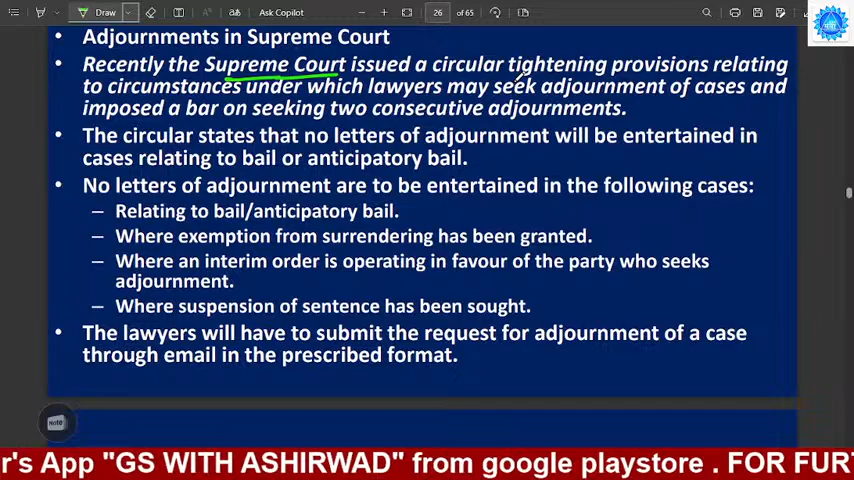 Draw
Ask Copilot
26 of 65
• Adjournments in Supreme Court
• Recently the Supreme Court issued a circular tightening provisions relating
to circumstances under which lawyers may seek adjournment of cases and
imposed a bar on seeking two consecutive adjournments.
• The circular states that no letters of adjournment will be entertained in
cases relating to bail or anticipatory bail.
• No letters of adjournment are to be entertained in the following cases:
– Relating to bail/anticipatory bail.
– Where exemption from surrendering has been granted.
– Where an interim order is operating in favour of the party who seeks
adjournment.
– Where suspension of sentence has been sought.
• The lawyers will have to submit the request for adjournment of a case
through email in the prescribed format.
Note
r's App "GS WITH ASHIRWAD" from google playstore . FOR FUR